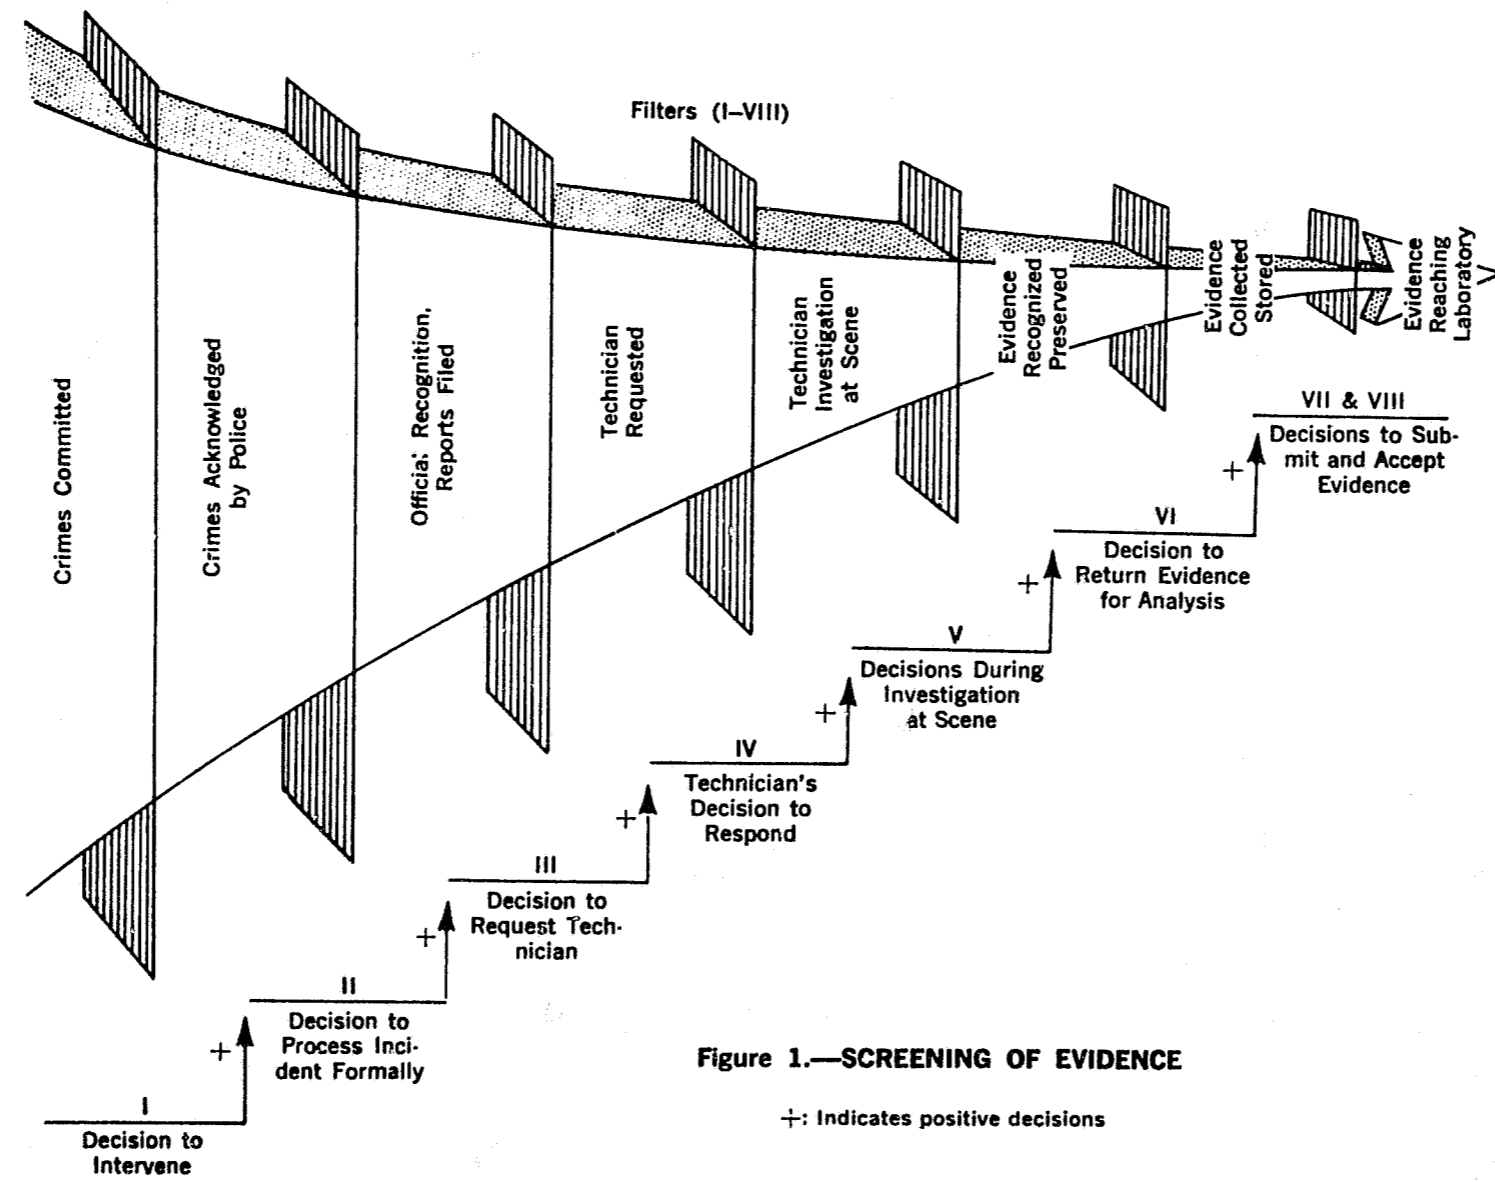 Filters (I–VIII)
Crimes Committed
Crimes Acknowledged
by Police
Officia: Recognition,
Reports Filed
Technician
Requested
Technician
Investigation
at Scene
Evidence
Recognized
Preserved
Evidence
Collected
Stored
Evidence
Reaching
Laboratory
VII & VIII
Decisions to Sub-
mit and Accept
Evidence
+
VI
Decision to
Return Evidence
for Analysis
+
V
Decisions During
Investigation
at Scene
+
IV
Technician's
Decision to
Respond
+
III
Decision to
Request Tech-
nician
+
II
Decision to
Process Inci-
dent Formally
+
I
Decision to
Intervene
Figure 1.—SCREENING OF EVIDENCE
+: Indicates positive decisions